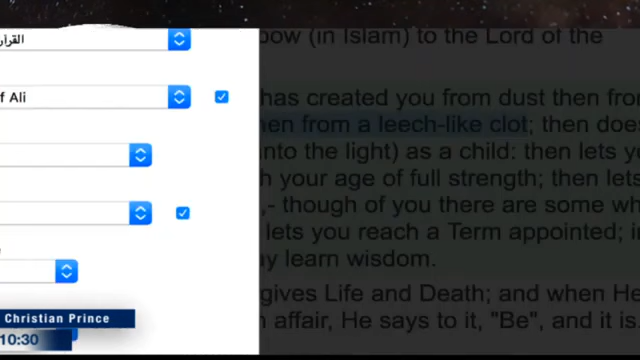 القرآن
f Ali
bow (in Islam) to the Lord of the
has created you from dust then from
hen from a leech-like clot; then does
into the light) as a child: then lets
h your age of full strength; then lets
,- though of you there are some
lets you reach a Term appointed; in
ay learn wisdom.
gives Life and Death; and when He
affair, He says to it, "Be", and it is.
Christian Prince
10:30